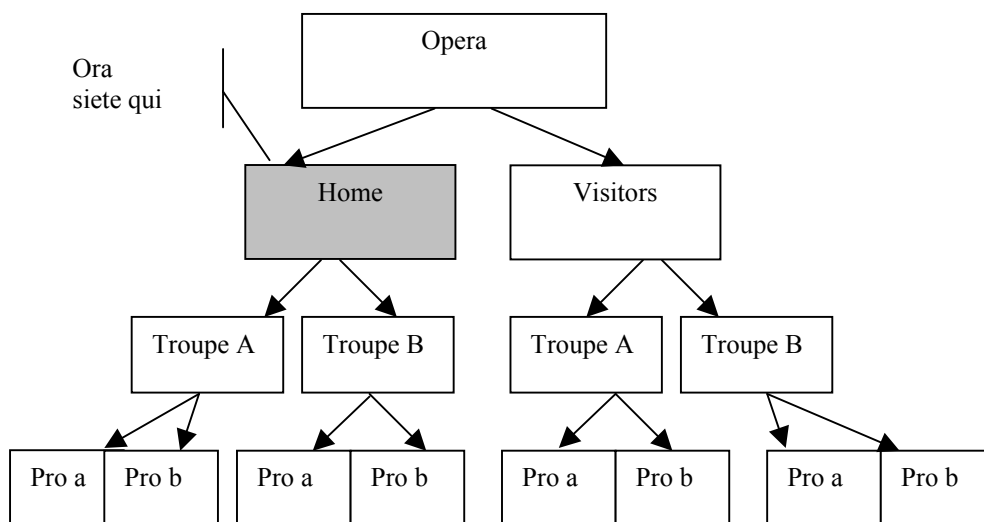 Opera
Ora
siete qui
Home
Visitors
Troupe A
Troupe B
Troupe A
Troupe B
Pro a
Pro b
Pro a
Pro b
Pro a
Pro b
Pro a
Pro b